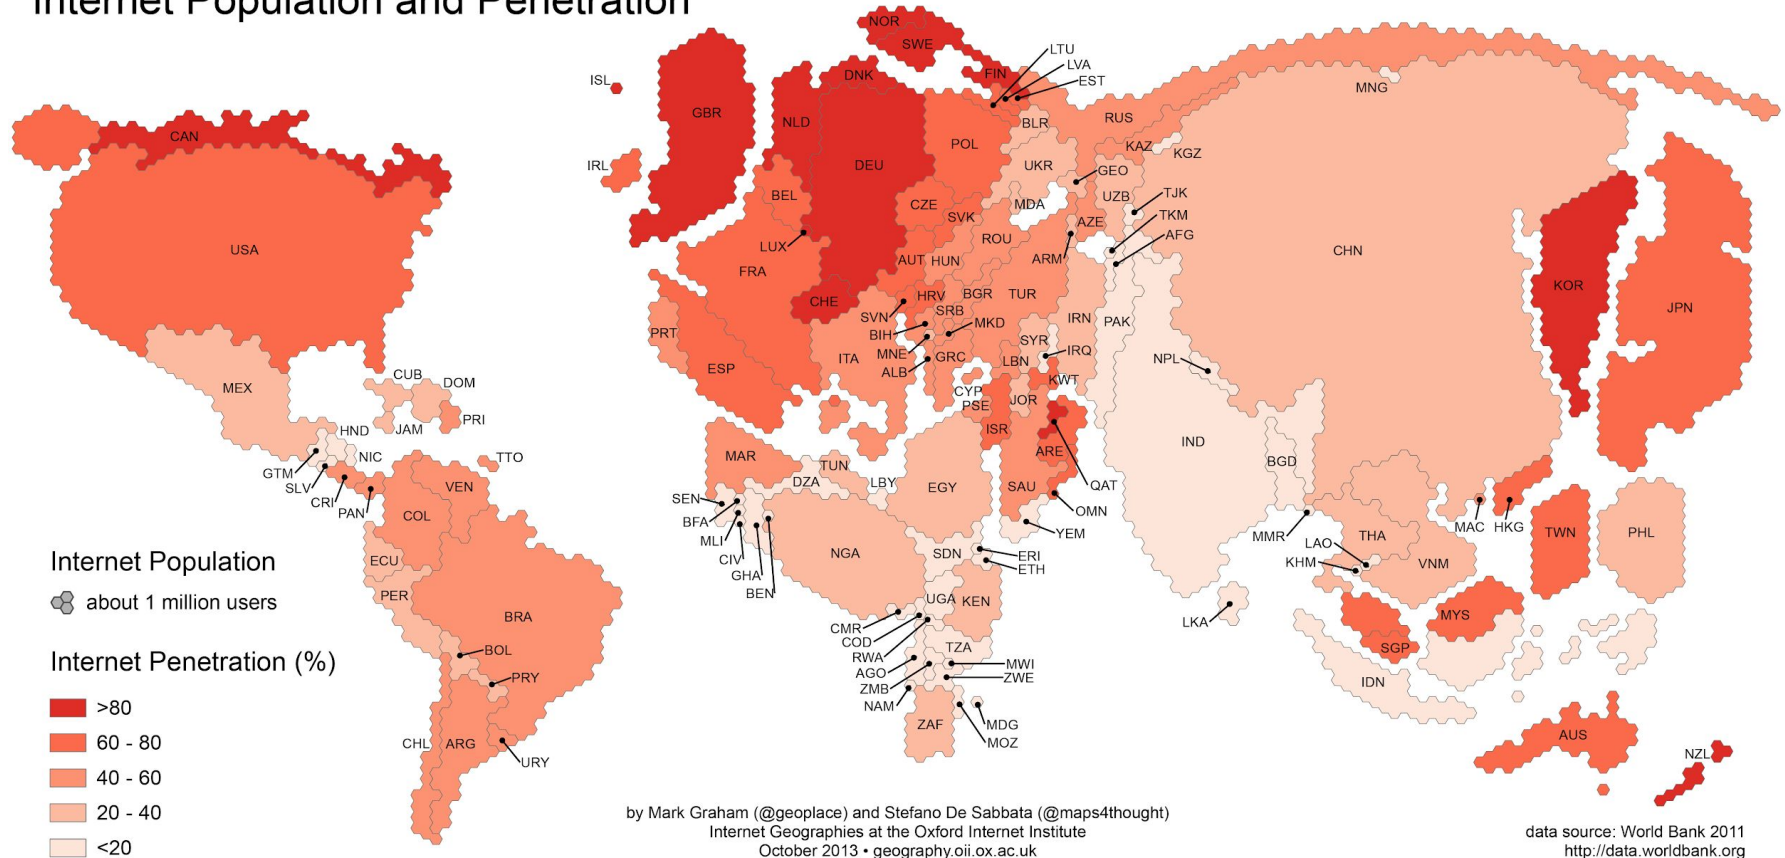 Internet Population and Penetration
NOR
SWE
FIN
LTU
LVA
EST
DNK
ISL
GBR
NLD
DEU
POL
BLR
RUS
MNG
CAN
IRL
BEL
UKR
KAZ
KGZ
GEO
CZE
MDA
UZB
TJK
SVK
AZE
TKM
LUX
ROU
AFG
USA
FRA
AUT
HUN
ARM
CHN
KOR
JPN
CHE
HRV
BGR
TUR
SVN
SRB
BIH
MKD
IRN
PAK
PRT
MNE
SYR
IRQ
NPL
ITA
GRC
LBN
ESP
ALB
KWT
CUB
DOM
MEX
CYP
PSE
JOR
PRI
JAM
ISR
HND
IND
NIC
GTM
TTO
MAR
TUN
ARE
BGD
SLV
VEN
DZA
LBY
EGY
SAU
QAT
CRI
PAN
SEN
OMN
COL
BFA
MAC
HKG
TWN
PHL
MLI
YEM
MMR
LAO
THA
CIV
NGA
SDN
ERI
ECU
GHA
ETH
KHM
VNM
BEN
PER
UGA
KEN
BRA
CMR
LKA
MYS
COD
RWA
TZA
SGP
BOL
AGO
MWI
PRY
ZMB
ZWE
IDN
NAM
ZAF
MDG
AUS
CHL
ARG
MOZ
NZL
URY
Internet Population
about 1 million users
Internet Penetration (%)
>80
60 - 80
40 - 60
20 - 40
<20
by Mark Graham (@geoplace) and Stefano De Sabbata (@maps4thought)
Internet Geographies at the Oxford Internet Institute
October 2013 • geography.oii.ox.ac.uk
data source: World Bank 2011
http://data.worldbank.org